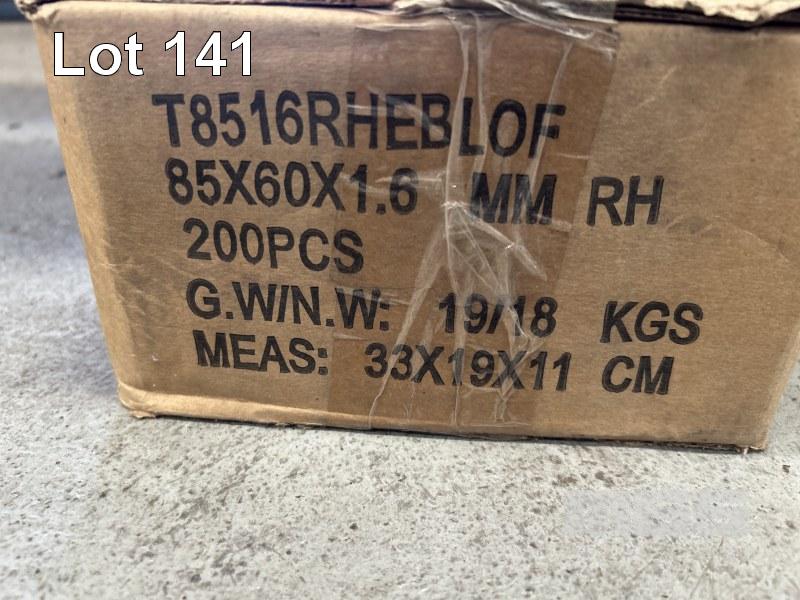 Lot 141
T8516RHEBLOF
85X60X1.6 MM RH
200PCS
G.W/N.W: 19/18 KGS
MEAS: 33X19X11 CM